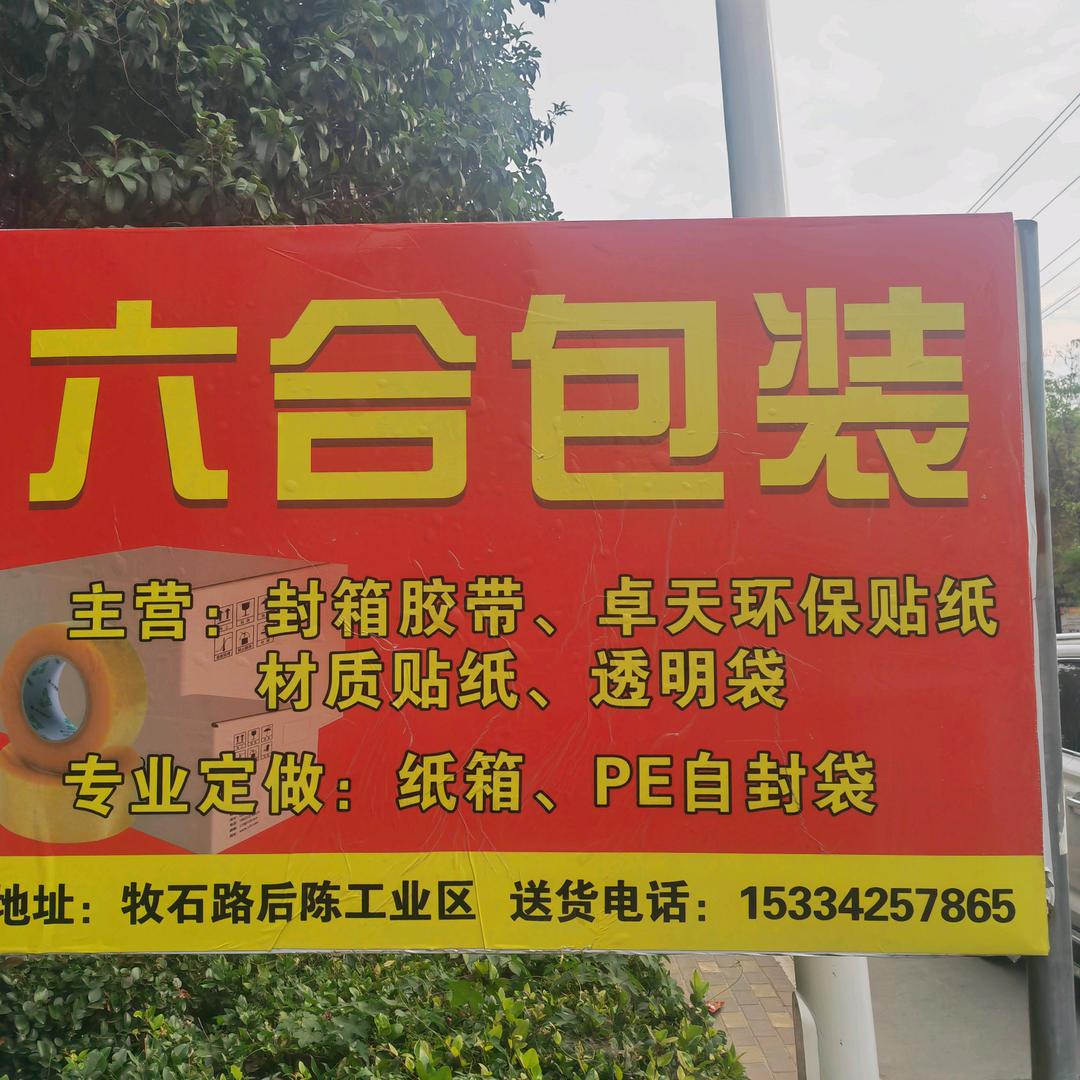 六合包装
主营：封箱胶带、卓天环保贴纸
材质贴纸、透明袋
专业定做：纸箱、PE自封袋
地址：牧石路后陈工业区 送货电话：15334257865